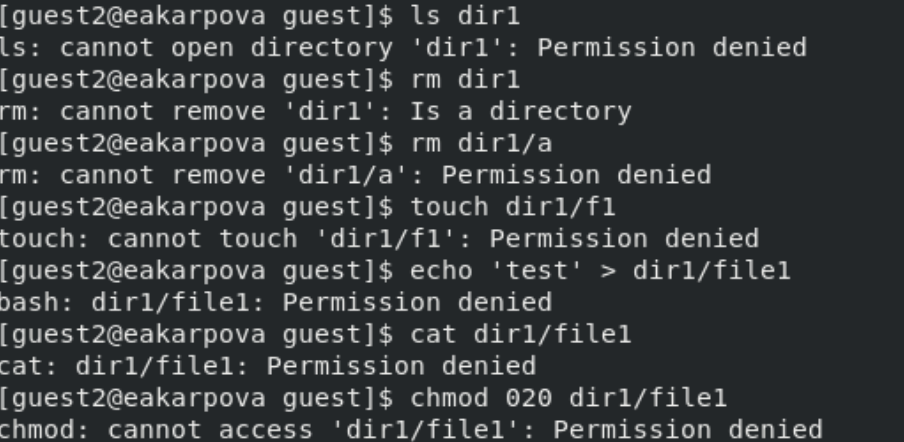 [guest2@eakarpova guest]$ ls dir1
ls: cannot open directory 'dir1': Permission denied
[guest2@eakarpova guest]$ rm dir1
rm: cannot remove 'dir1': Is a directory
[guest2@eakarpova guest]$ rm dir1/a
rm: cannot remove 'dir1/a': Permission denied
[guest2@eakarpova guest]$ touch dir1/f1
touch: cannot touch 'dir1/f1': Permission denied
[guest2@eakarpova guest]$ echo 'test' > dir1/file1
bash: dir1/file1: Permission denied
[guest2@eakarpova guest]$ cat dir1/file1
cat: dir1/file1: Permission denied
[guest2@eakarpova guest]$ chmod 020 dir1/file1
chmod: cannot access 'dir1/file1': Permission denied